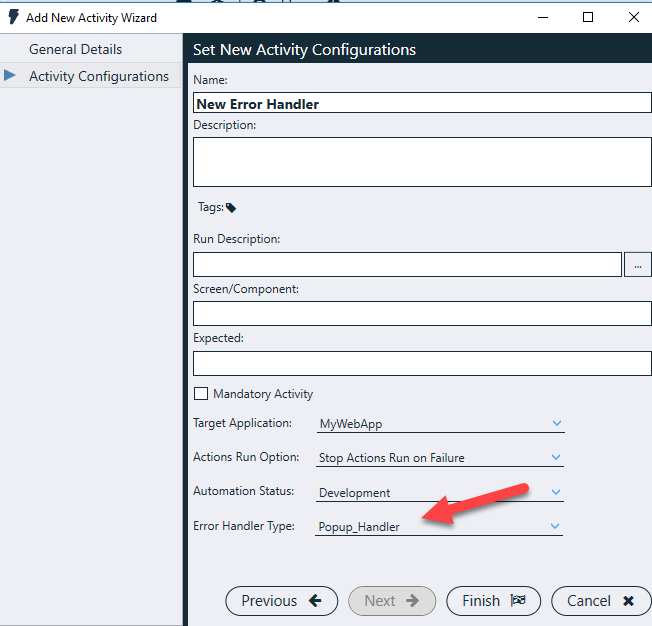 Add New Activity Wizard
General Details
Activity Configurations
Set New Activity Configurations
Name:
New Error Handler
Description:
Tags:
Run Description:
...
Screen/Component:
Expected:
Mandatory Activity
Target Application: MyWebApp
Actions Run Option: Stop Actions Run on Failure
Automation Status: Development
Error Handler Type: Popup_Handler
Previous Next Finish Cancel